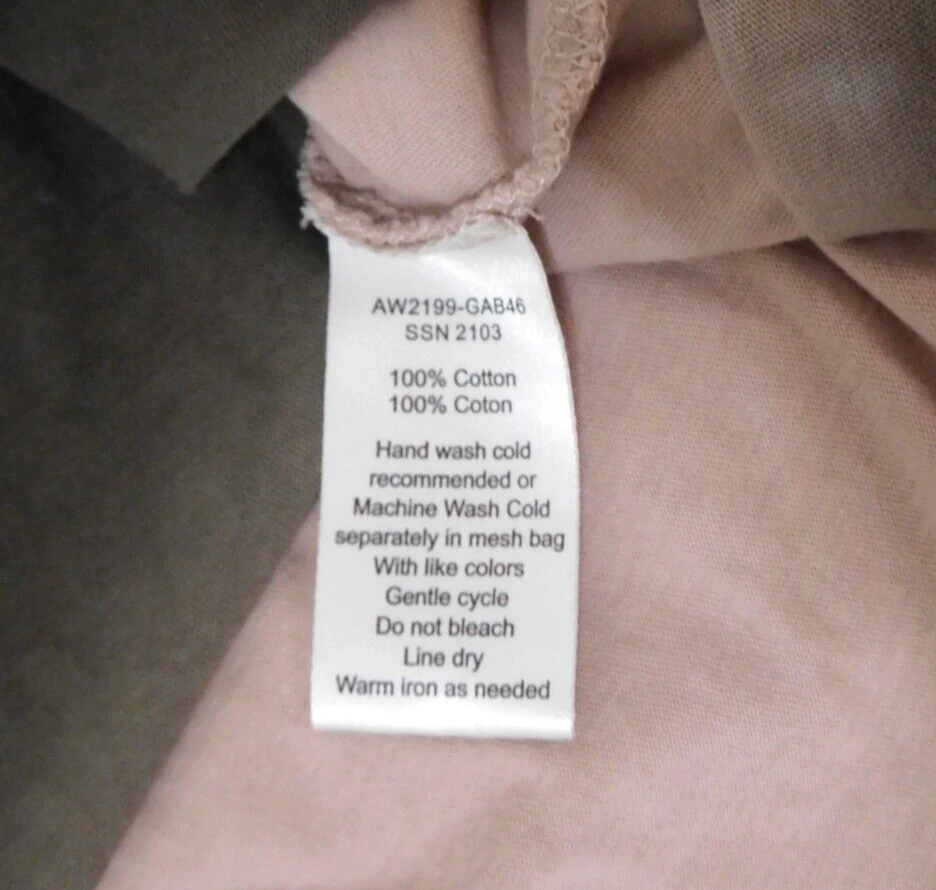 AW2199-GAB46
SSN 2103
100% Cotton
100% Coton
Hand wash cold
recommended or
Machine Wash Cold
separately in mesh bag
With like colors
Gentle cycle
Do not bleach
Line dry
Warm iron as needed